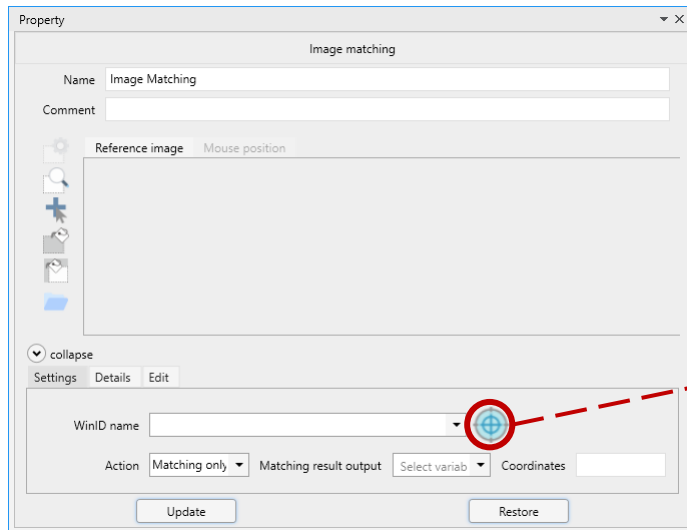 Property
Image matching
Name Image Matching
Comment
Reference image Mouse position
collapse
Settings Details Edit
WinID name
Action Matching only Matching result output Select variab Coordinates
Update Restore